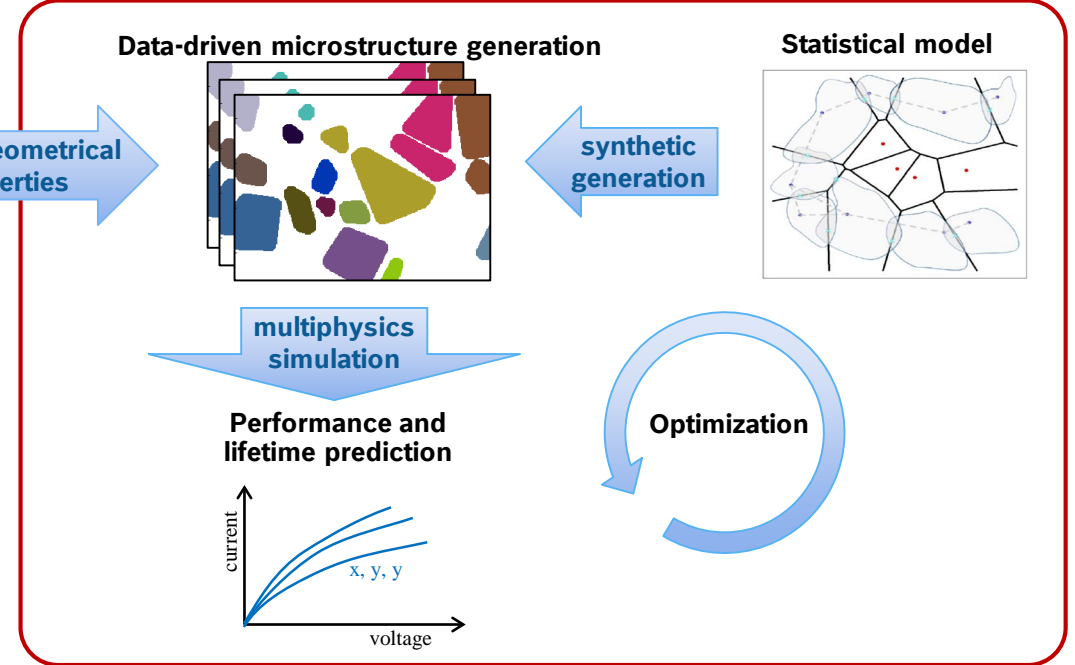 Data-driven microstructure generation
Statistical model
eometrical
erties
synthetic
generation
multiphysics
simulation
Performance and
lifetime prediction
Optimization
current
x, y, y
voltage